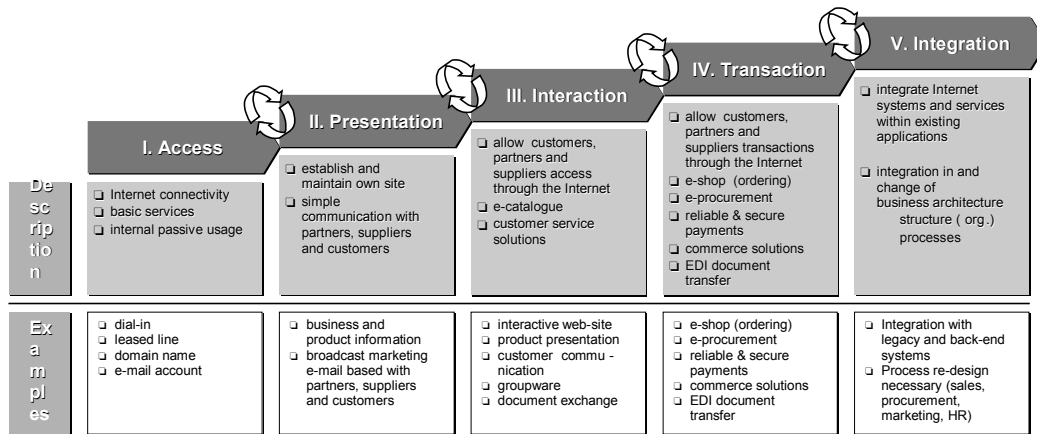 I. Access
II. Presentation
III. Interaction
IV. Transaction
V. Integration
De
scrip
tio
n
❏ Internet connectivity
❏ basic services
❏ internal passive usage
❏ establish and
maintain own site
❏ simple
communication with
partners, suppliers
and customers
❏ allow customers,
partners and
suppliers access
through the Internet
❏ e-catalogue
❏ customer service
solutions
❏ allow customers,
partners and
suppliers transactions
through the Internet
❏ e-shop (ordering)
❏ e-procurement
❏ reliable & secure
payments
❏ commerce solutions
❏ EDI document
transfer
❏ integrate Internet
systems and services
within existing
applications
❏ integration in and
change of
business architecture
structure ( org.)
processes
Ex
a
m
pl
es
❏ dial-in
❏ leased line
❏ domain name
❏ e-mail account
❏ business and
product information
❏ broadcast marketing
e-mail based with
partners, suppliers
and customers
❏ interactive web-site
❏ product presentation
❏ customer commu -
nication
❏ groupware
❏ document exchange
❏ e-shop (ordering)
❏ e-procurement
❏ reliable & secure
payments
❏ commerce solutions
❏ EDI document
transfer
❏ Integration with
legacy and back-end
systems
❏ Process re-design
necessary (sales,
procurement,
marketing, HR)